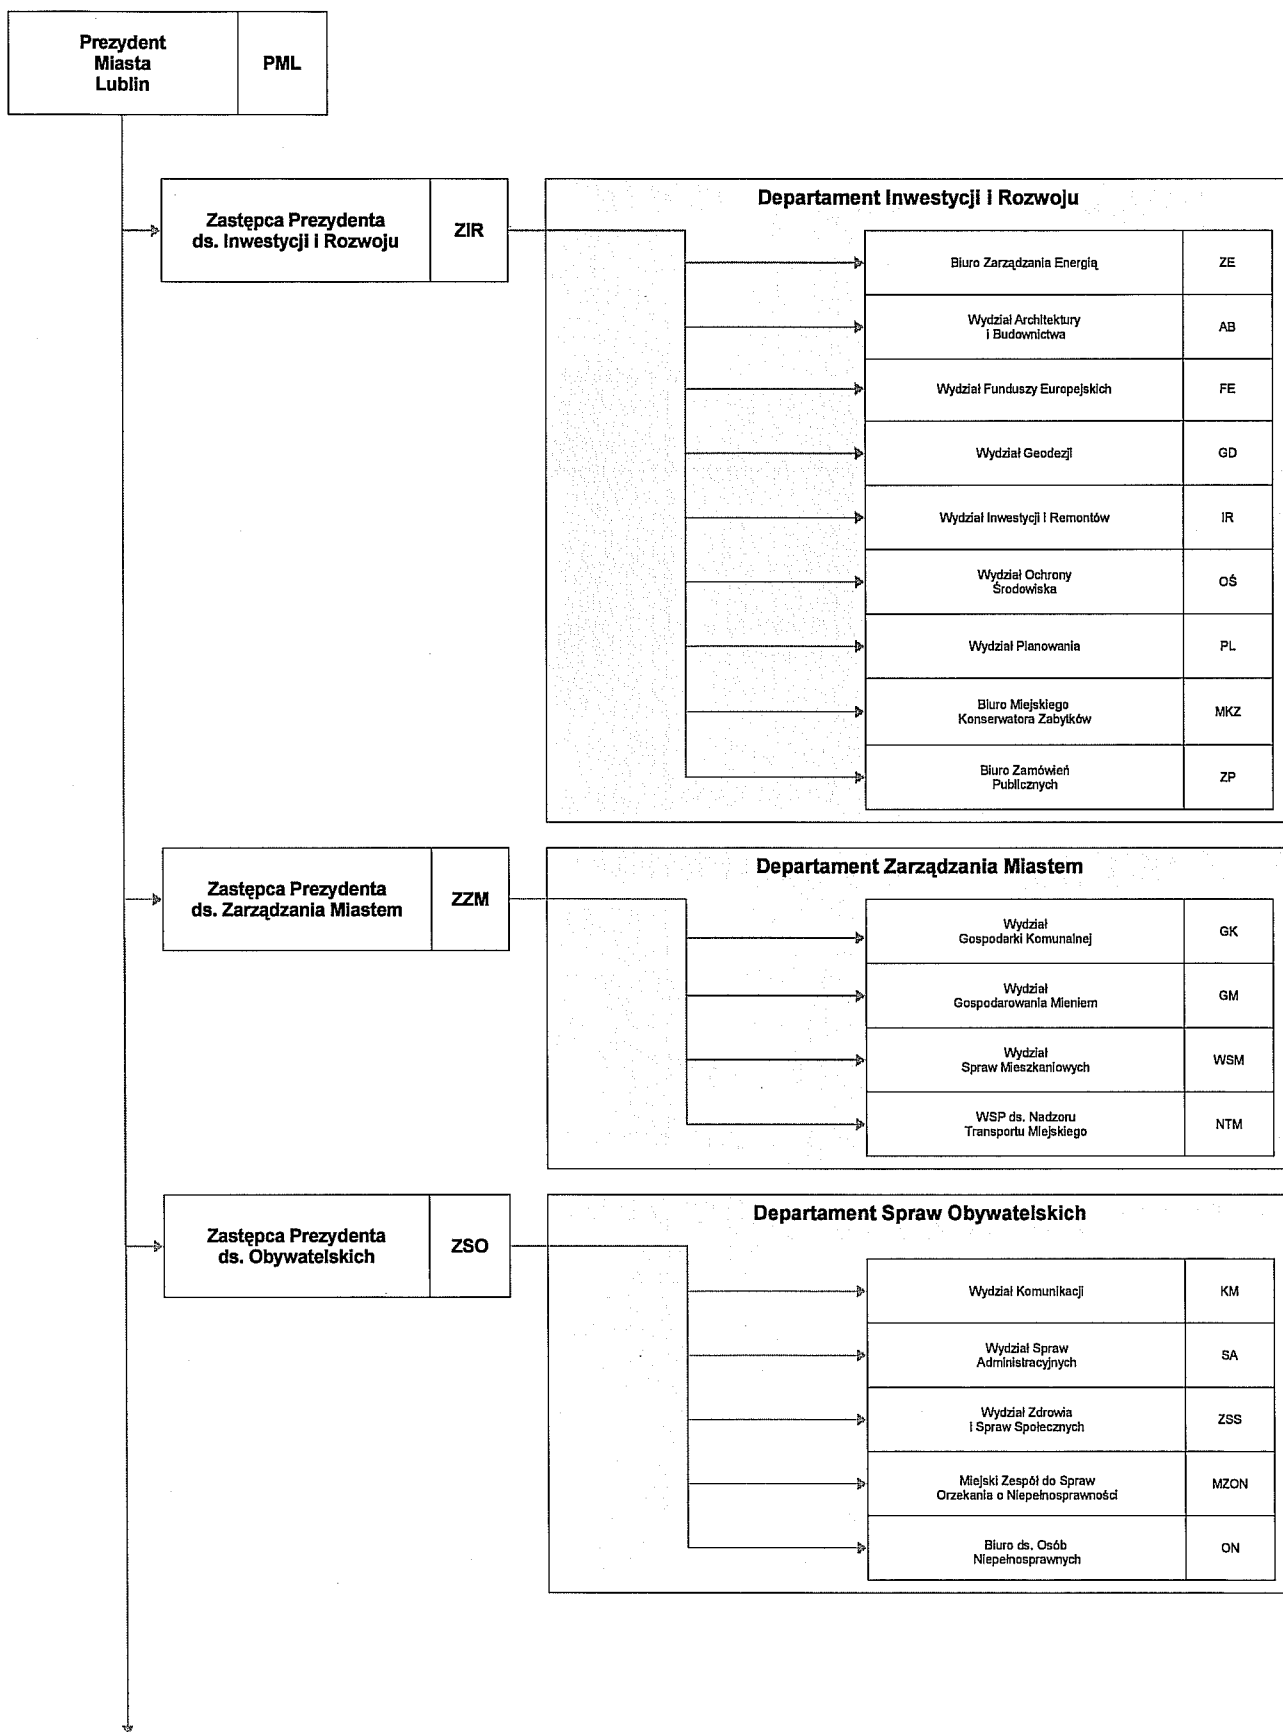 Prezydent
Miasta
Lublin
PML
Zastępca Prezydenta
ds. Inwestycji i Rozwoju
ZIR
Departament Inwestycji i Rozwoju
Biuro Zarządzania Energią
ZE
Wydział Architektury
i Budownictwa
AB
Wydział Funduszy Europejskich
FE
Wydział Geodezji
GD
Wydział Inwestycji i Remontów
IR
Wydział Ochrony
Środowiska
OŚ
Wydział Planowania
PL
Biuro Miejskiego
Konserwatora Zabytków
MKZ
Biuro Zamówień
Publicznych
ZP
Zastępca Prezydenta
ds. Zarządzania Miastem
ZZM
Departament Zarządzania Miastem
Wydział
Gospodarki Komunalnej
GK
Wydział
Gospodarowania Mieniem
GM
Wydział
Spraw Mieszkaniowych
WSM
WSP ds. Nadzoru
Transportu Miejskiego
NTM
Zastępca Prezydenta
ds. Obywatelskich
ZSO
Departament Spraw Obywatelskich
Wydział Komunikacji
KM
Wydział Spraw
Administracyjnych
SA
Wydział Zdrowia
i Spraw Społecznych
ZSS
Miejski Zespół do Spraw
Orzekania o Niepełnosprawności
MZON
Biuro ds. Osób
Niepełnosprawnych
ON